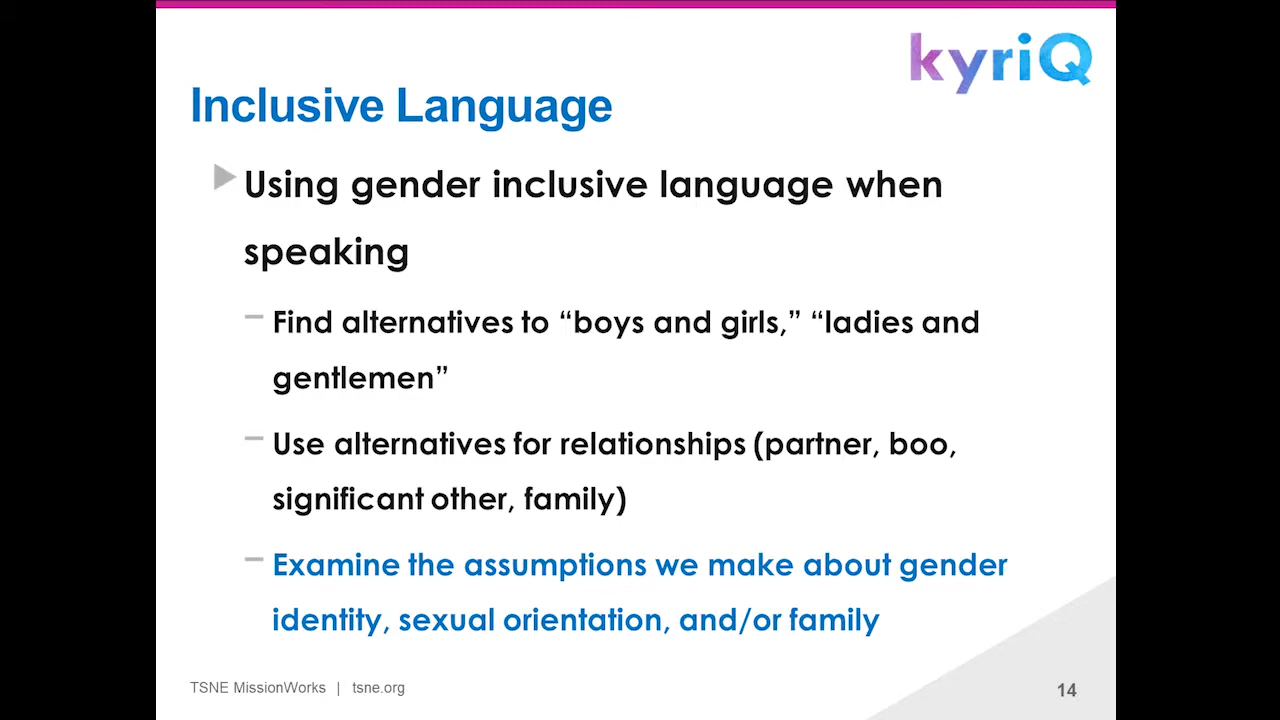 kyriQ
Inclusive Language
Using gender inclusive language when
speaking
– Find alternatives to “boys and girls,” “ladies and
gentlemen”
– Use alternatives for relationships (partner, boo,
significant other, family)
– Examine the assumptions we make about gender
identity, sexual orientation, and/or family
TSNE MissionWorks | tsne.org
14